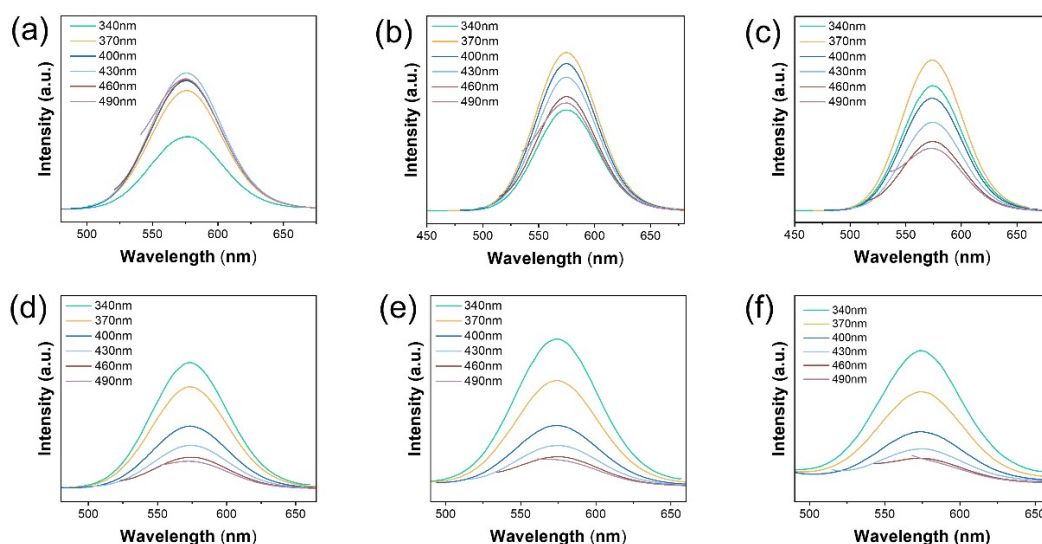 (a)
340nm
370nm
400nm
430nm
460nm
490nm
Intensity (a.u.)
500 550 600 650
Wavelength (nm)
(b)
340nm
370nm
400nm
430nm
460nm
490nm
Intensity (a.u.)
450 500 550 600 650
Wavelength (nm)
(c)
340nm
370nm
400nm
430nm
460nm
490nm
Intensity (a.u.)
450 500 550 600 650
Wavelength (nm)
(d)
340nm
370nm
400nm
430nm
460nm
490nm
Intensity (a.u.)
500 550 600 650
Wavelength (nm)
(e)
340nm
370nm
400nm
430nm
460nm
490nm
Intensity (a.u.)
500 550 600 650
Wavelength (nm)
(f)
340nm
370nm
400nm
430nm
460nm
490nm
Intensity (a.u.)
500 550 600 650
Wavelength (nm)